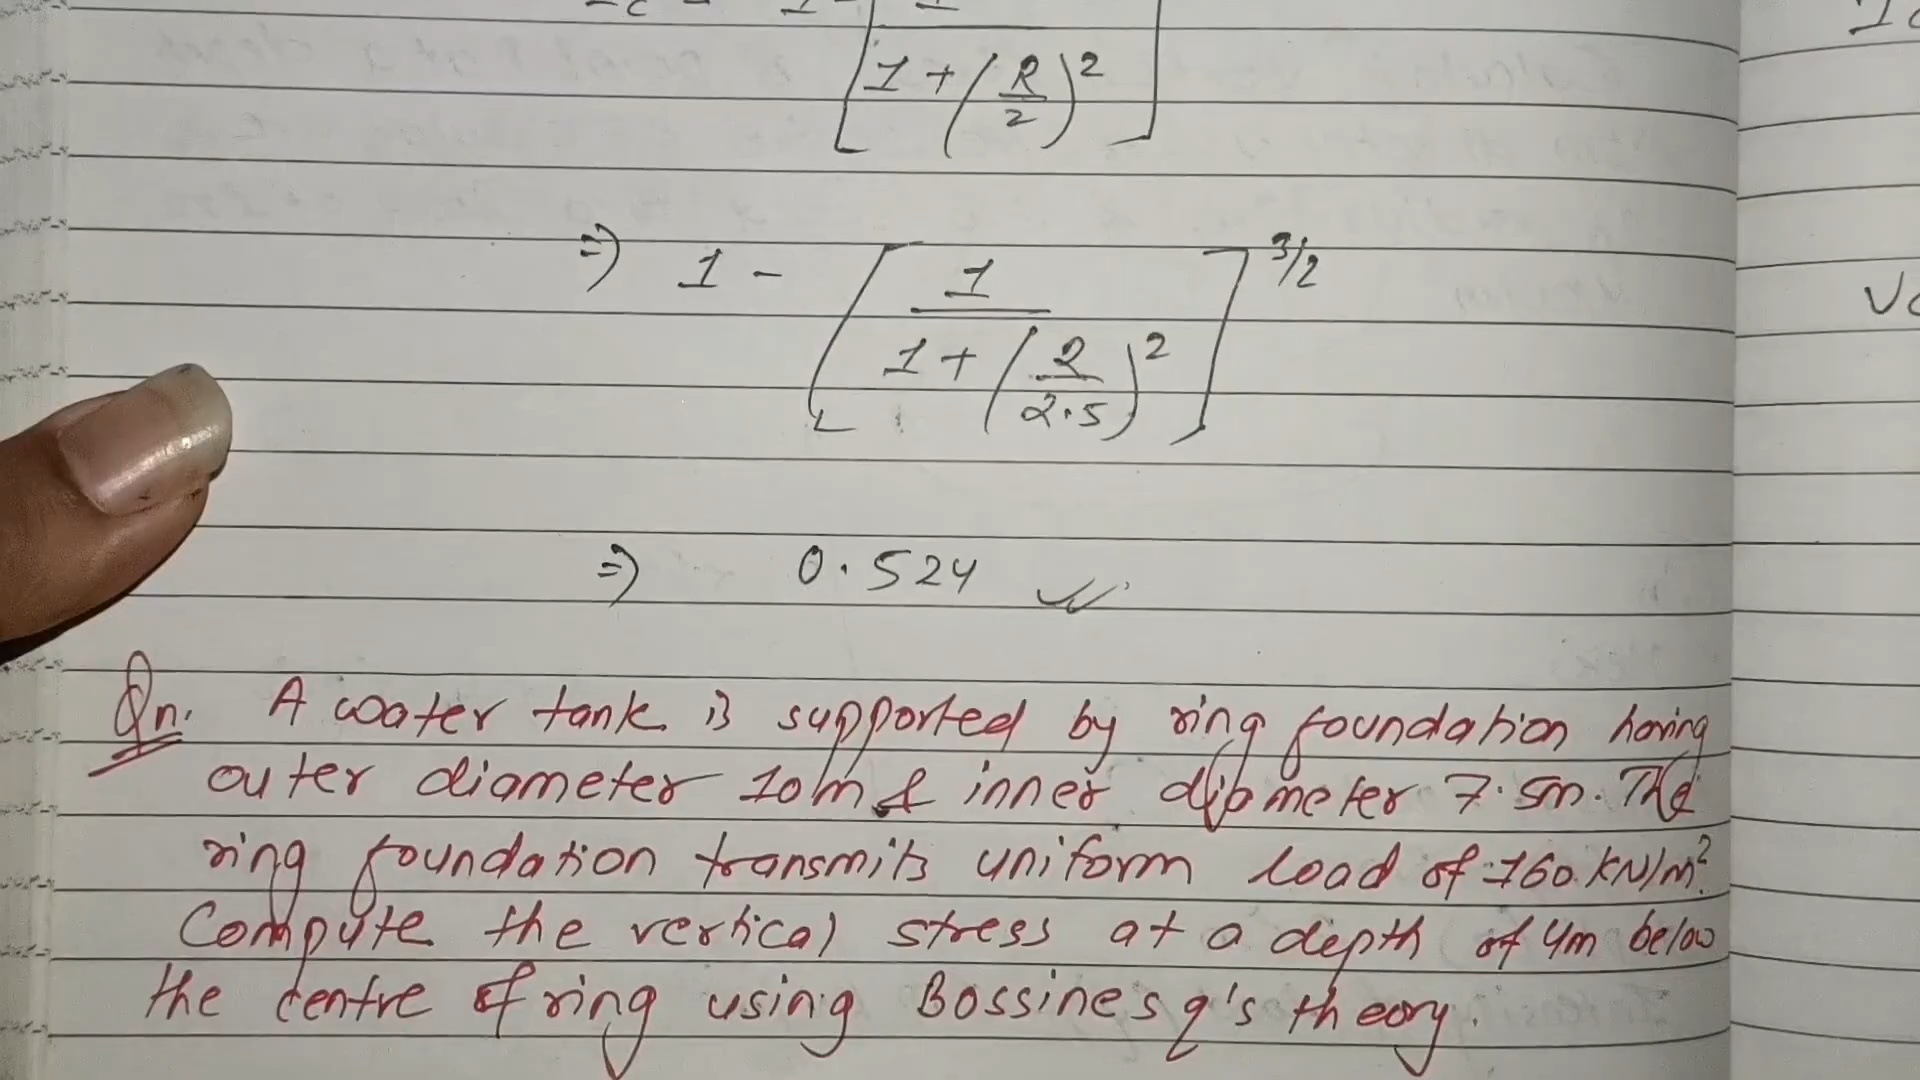 1
1 + (R/2)²
⇒ 1 - [1 / (1 + (2/2.5)²)]^3/2
⇒ 0.524
Qn. A water tank is supported by ring foundation having
outer diameter 10m & inner diameter 7.5m. The
ring foundation transmits uniform load of 160 KN/m².
Compute the vertical stress at a depth of 4m below
the centre of ring using Bossinesq's theory.